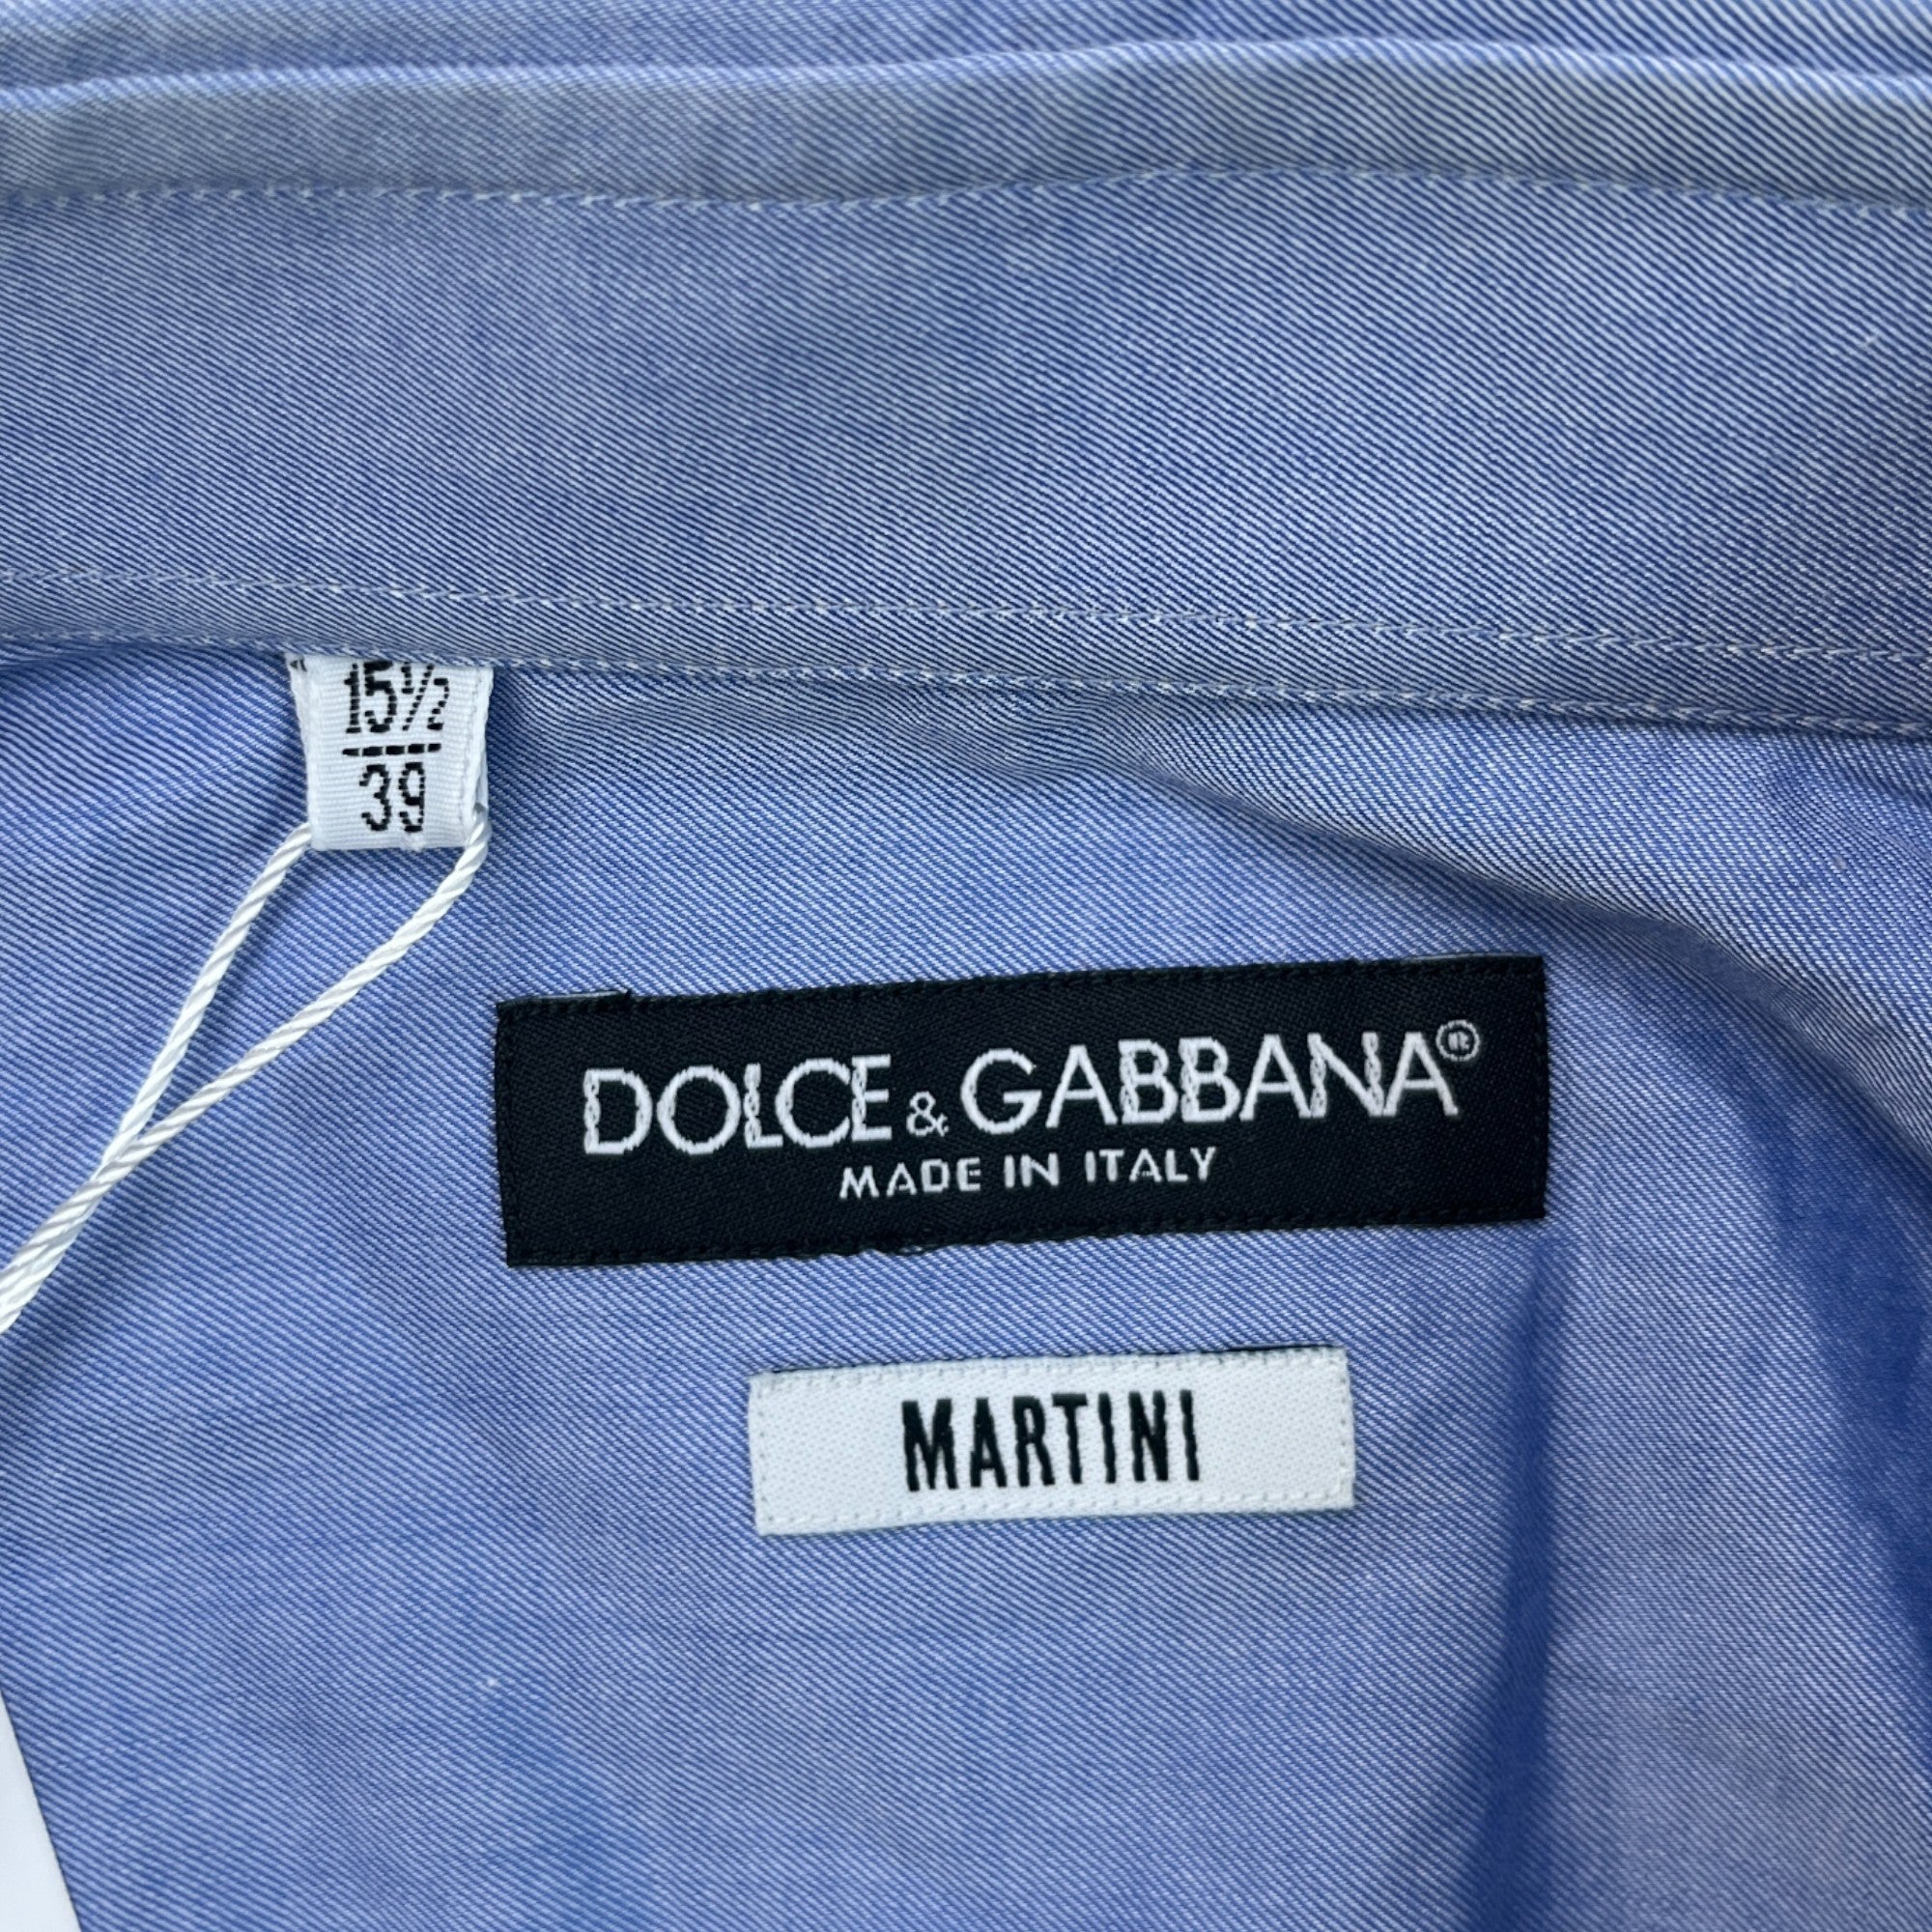 15½
39
DOLCE & GABBANA®
MADE IN ITALY
MARTINI